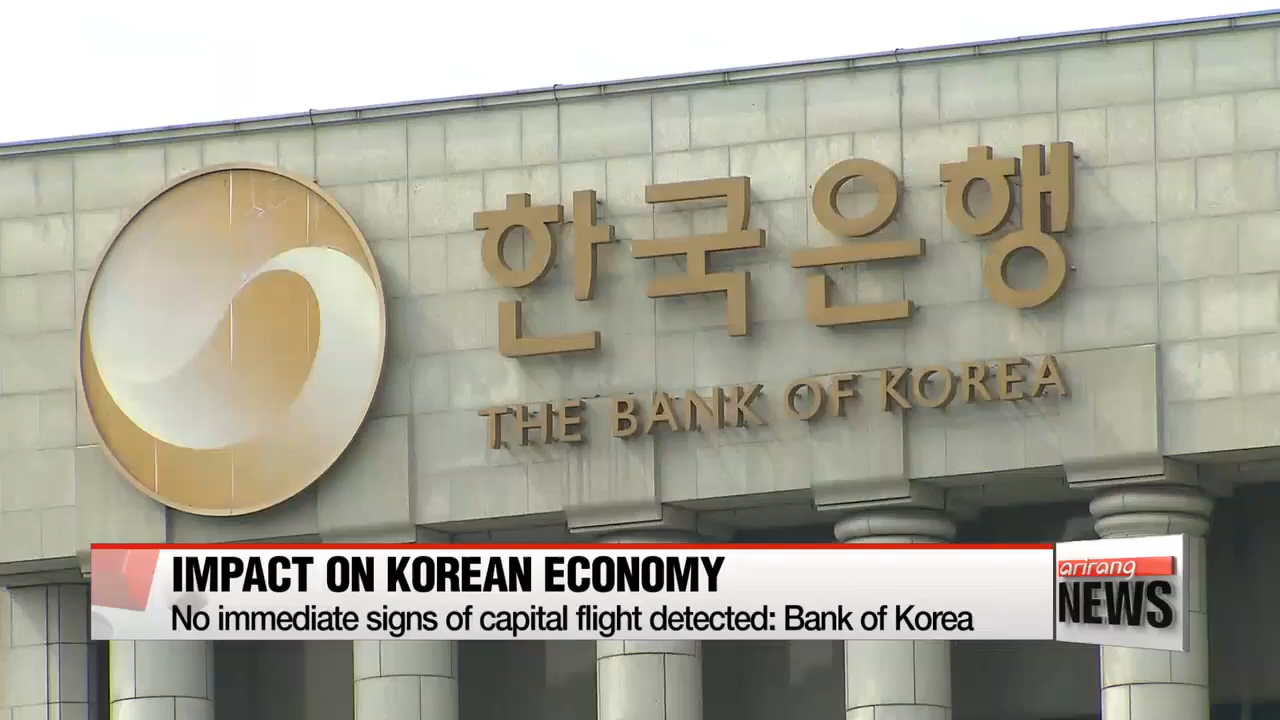 한국은행
THE BANK OF KOREA
IMPACT ON KOREAN ECONOMY
No immediate signs of capital flight detected: Bank of Korea
arirang
NEWS